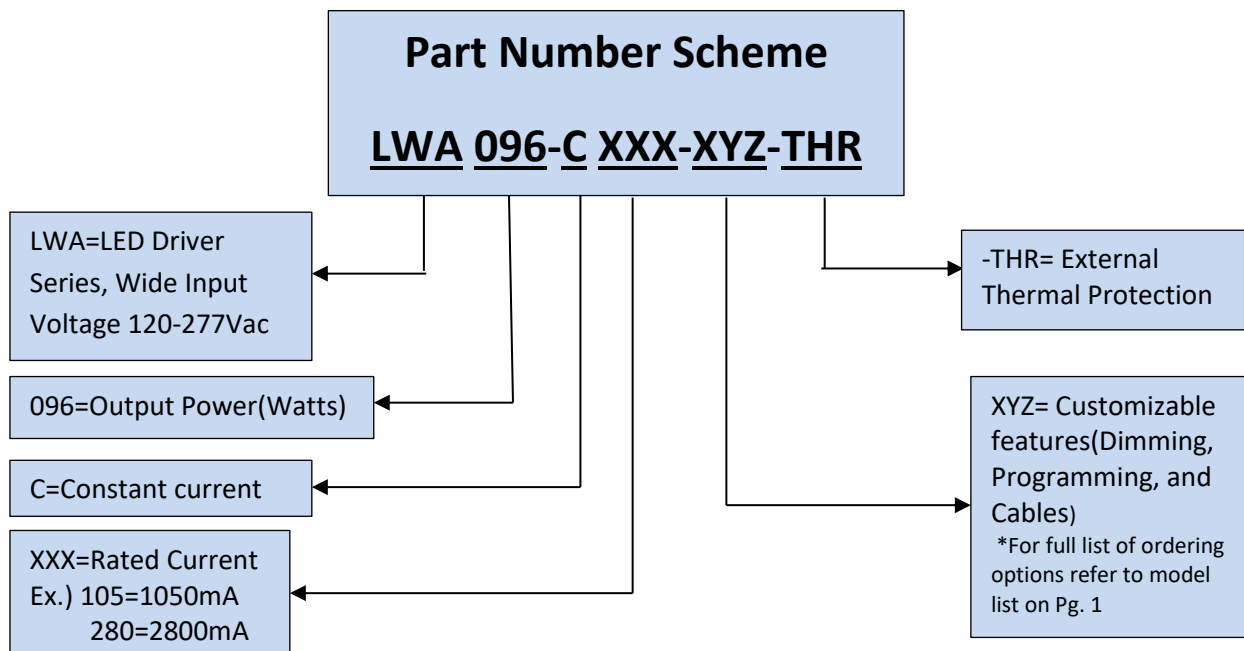 Part Number Scheme
LWA 096-C XXX-XYZ-THR
LWA=LED Driver
Series, Wide Input
Voltage 120-277Vac
096=Output Power(Watts)
C=Constant current
XXX=Rated Current
Ex.) 105=1050mA
280=2800mA
-THR= External
Thermal Protection
XYZ= Customizable
features(Dimming,
Programming, and
Cables)
*For full list of ordering
options refer to model
list on Pg. 1